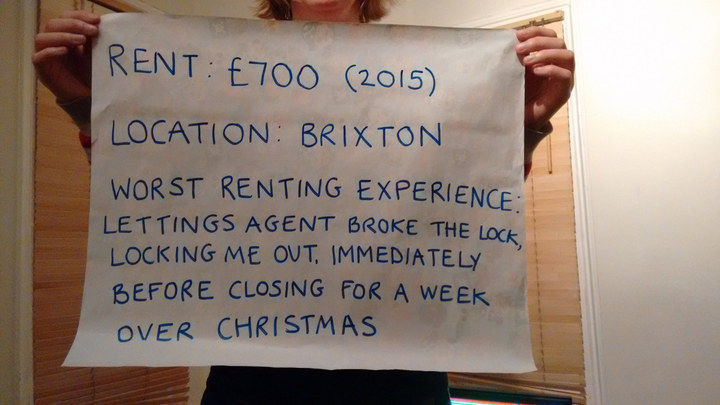 RENT: £700 (2015)
LOCATION: BRIXTON
WORST RENTING EXPERIENCE:
LETTINGS AGENT BROKE THE LOCK,
LOCKING ME OUT, IMMEDIATELY
BEFORE CLOSING FOR A WEEK
OVER CHRISTMAS